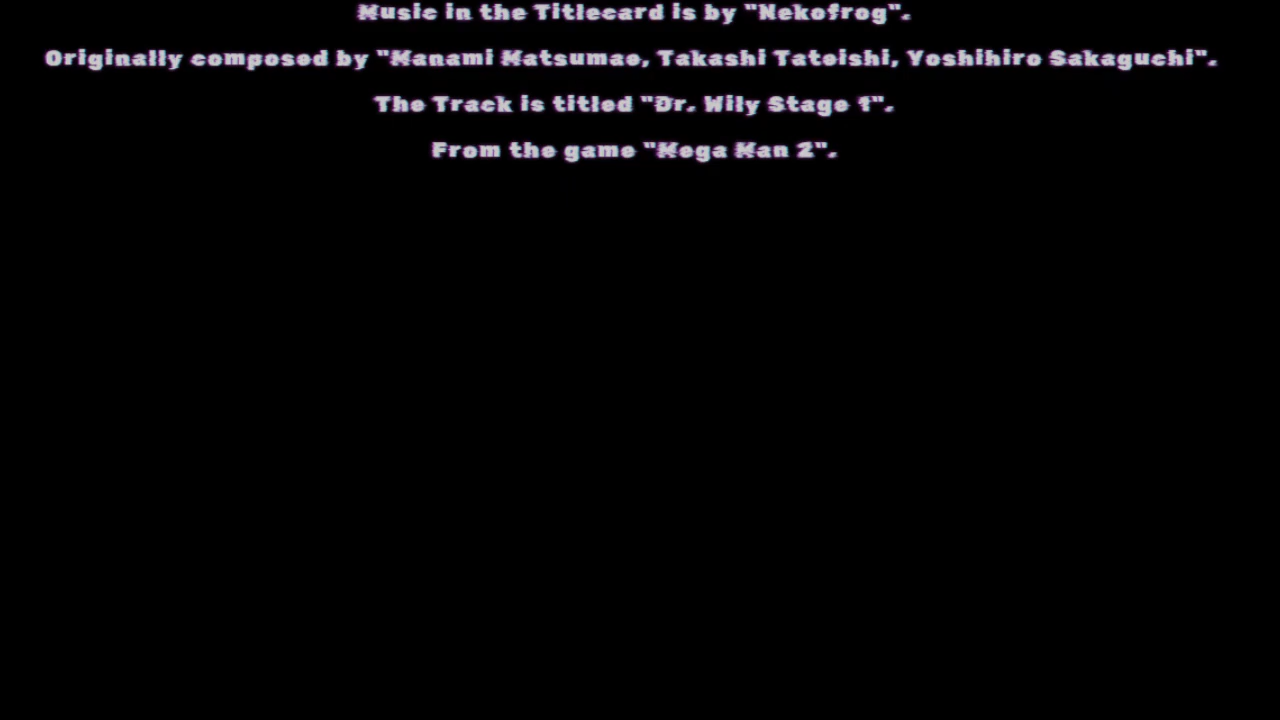 Music in the Titlecard is by "Nekofrog".
Originally composed by "Manami Matsumae, Takashi Tateishi, Yoshihiro Sakaguchi".
The Track is titled "Dr. Wily Stage 1".
From the game "Mega Man 2".